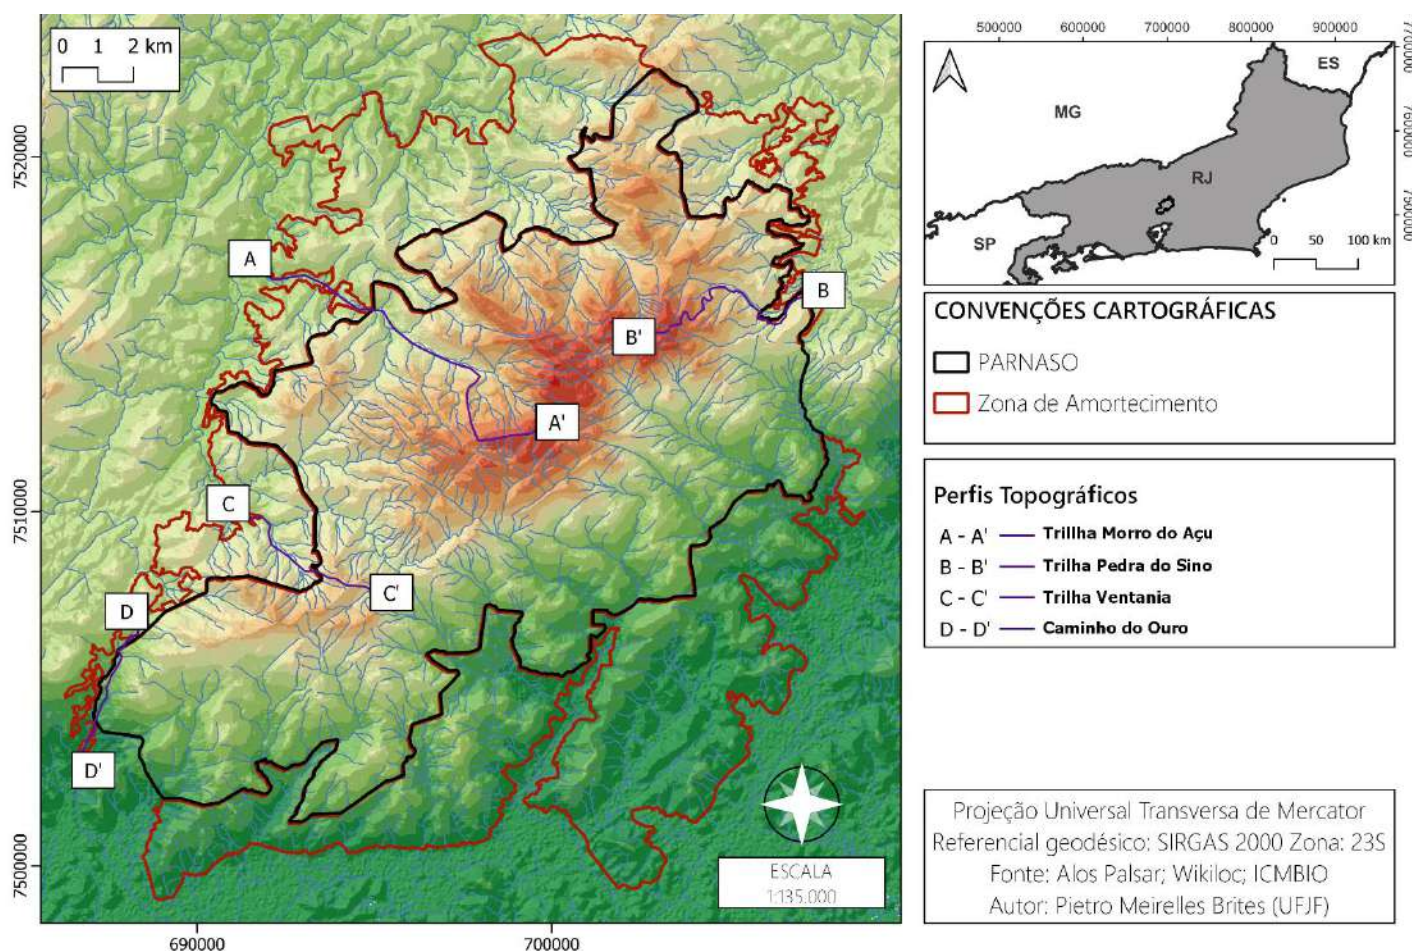 0 1 2 km
7520000
7510000
7500000
690000
700000
A
A'
B
B'
C
C'
D
D'
ESCALA
1:135.000
500000 600000 700000 800000 900000
MG
ES
RJ
SP
0 50 100 km
CONVENÇÕES CARTOGRÁFICAS
PARNASO
Zona de Amortecimento
Perfis Topográficos
A - A' Trillha Morro do Açu
B - B' Trilha Pedra do Sino
C - C' Trilha Ventania
D - D' Caminho do Ouro
Projeção Universal Transversa de Mercator
Referencial geodésico: SIRGAS 2000 Zona: 23S
Fonte: Alos Palsar; Wikiloc; ICMBIO
Autor: Pietro Meirelles Brites (UFJF)